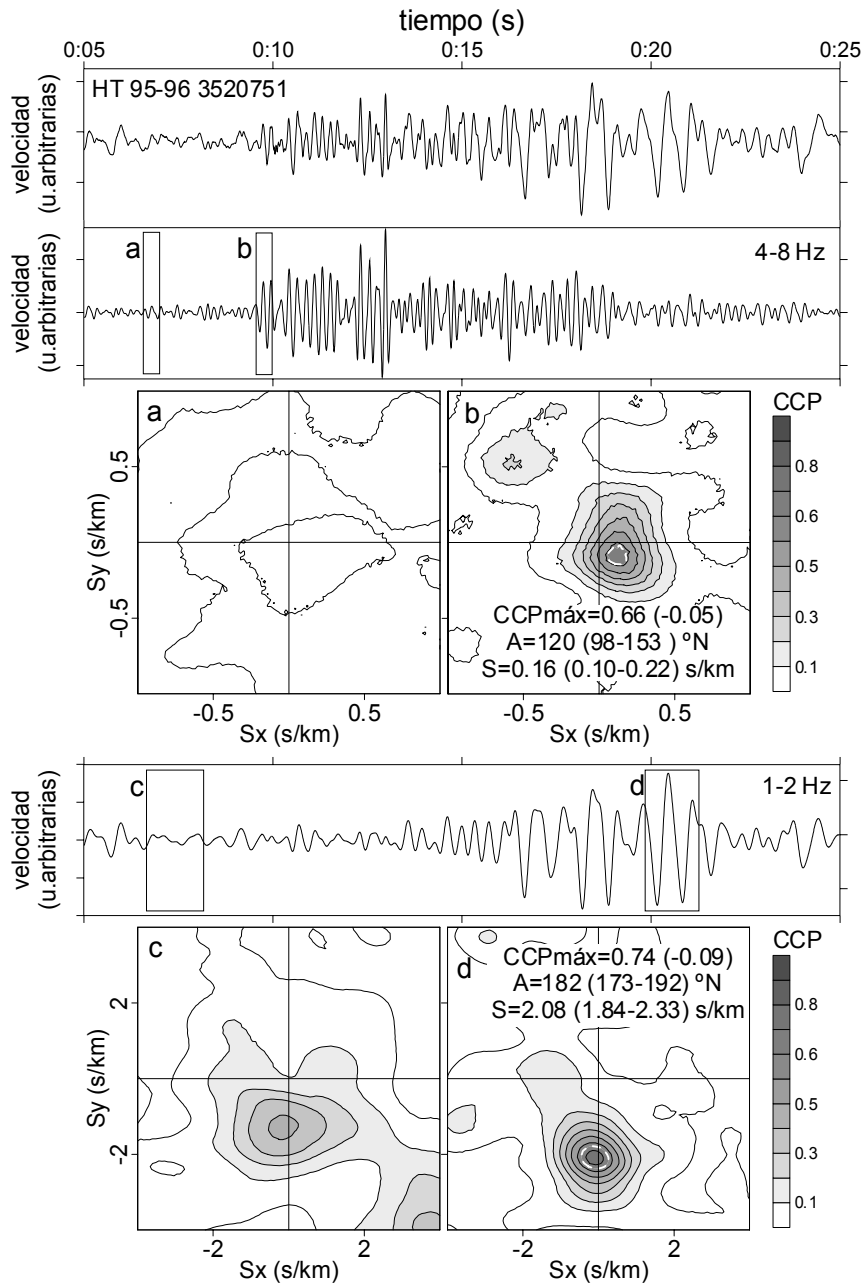 tiempo (s)
0:05 0:10 0:15 0:20 0:25
velocidad
(u.arbitrarias)
HT 95-96 3520751
velocidad
(u.arbitrarias)
a b 4-8 Hz
a b CCP
Sy (s/km)
0.5
-0.5
CCPmáx=0.66 (-0.05)
A=120 (98-153 ) ºN
S=0.16 (0.10-0.22) s/km
0.8
0.6
0.5
0.3
0.1
-0.5 0.5 -0.5 0.5
Sx (s/km) Sx (s/km)
velocidad
(u.arbitrarias)
c d 1-2 Hz
c d CCP
CCPmáx=0.74 (-0.09)
A=182 (173-192) ºN
S=2.08 (1.84-2.33) s/km
Sy (s/km)
2
-2
0.8
0.6
0.5
0.3
0.1
-2 2 -2 2
Sx (s/km) Sx (s/km)